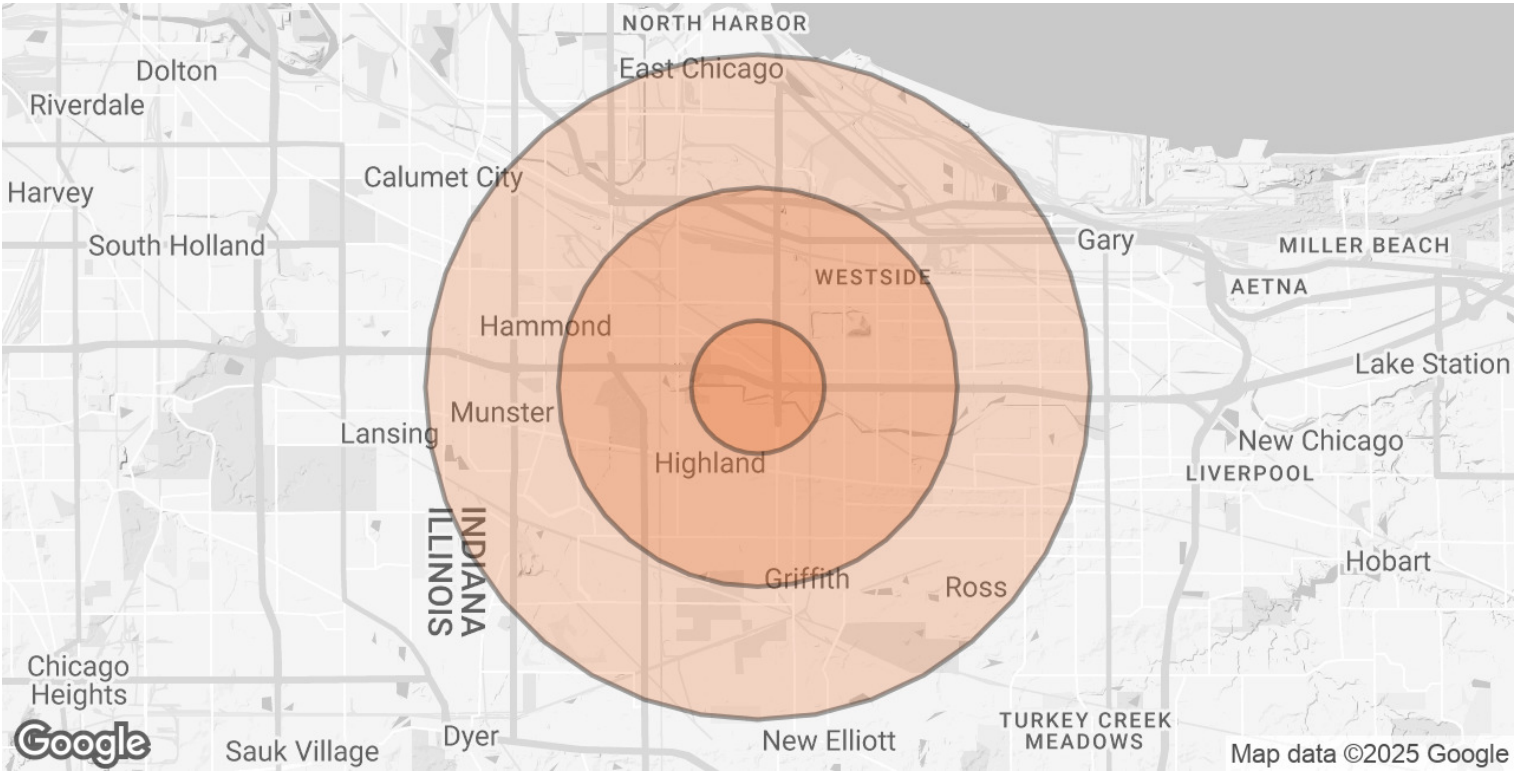 NORTH HARBOR
East Chicago
Dolton
Riverdale
Calumet City
Harvey
South Holland
Gary
MILLER BEACH
WESTSIDE
AETNA
Hammond
Lake Station
Munster
Lansing
New Chicago
Highland
LIVERPOOL
INDIANA
ILLINOIS
Hobart
Griffith
Ross
Chicago
Heights
TURKEY CREEK
MEADOWS
Dyer
New Elliott
Google
Sauk Village
Map data ©2025 Google